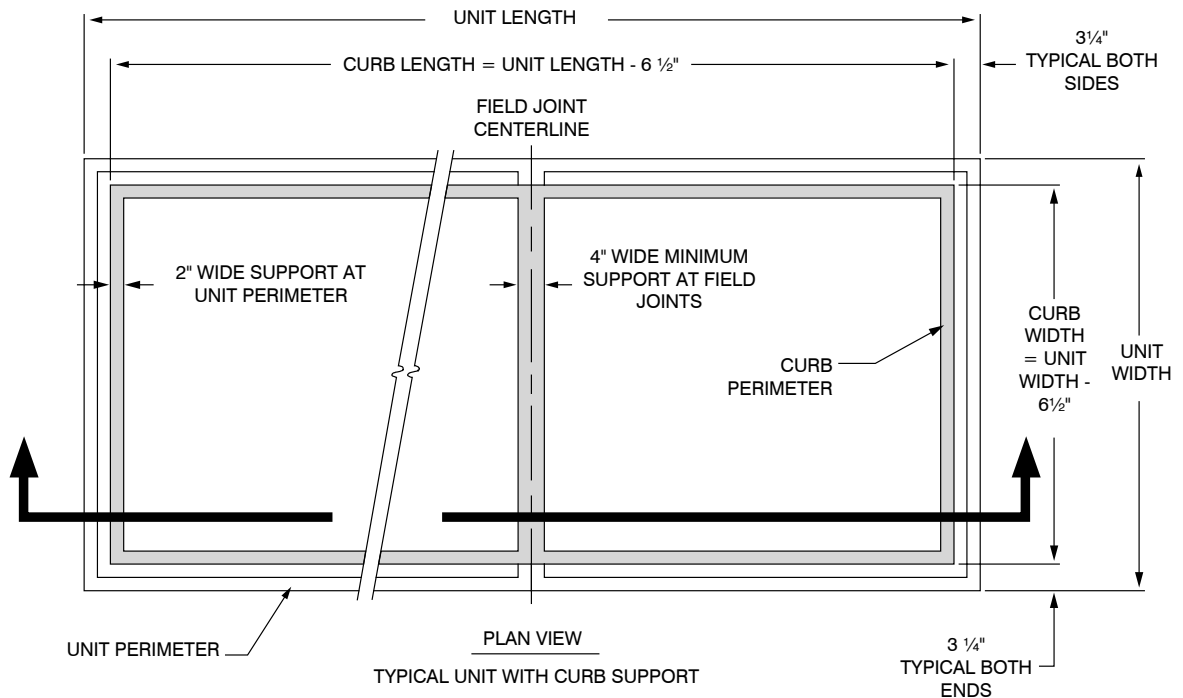 UNIT LENGTH
3¼"
TYPICAL BOTH
SIDES
CURB LENGTH = UNIT LENGTH - 6 ½"
FIELD JOINT
CENTERLINE
2" WIDE SUPPORT AT
UNIT PERIMETER
4" WIDE MINIMUM
SUPPORT AT FIELD
JOINTS
CURB
PERIMETER
CURB
WIDTH
= UNIT
WIDTH -
6½"
UNIT
WIDTH
UNIT PERIMETER
PLAN VIEW
TYPICAL UNIT WITH CURB SUPPORT
3 ¼"
TYPICAL BOTH
ENDS